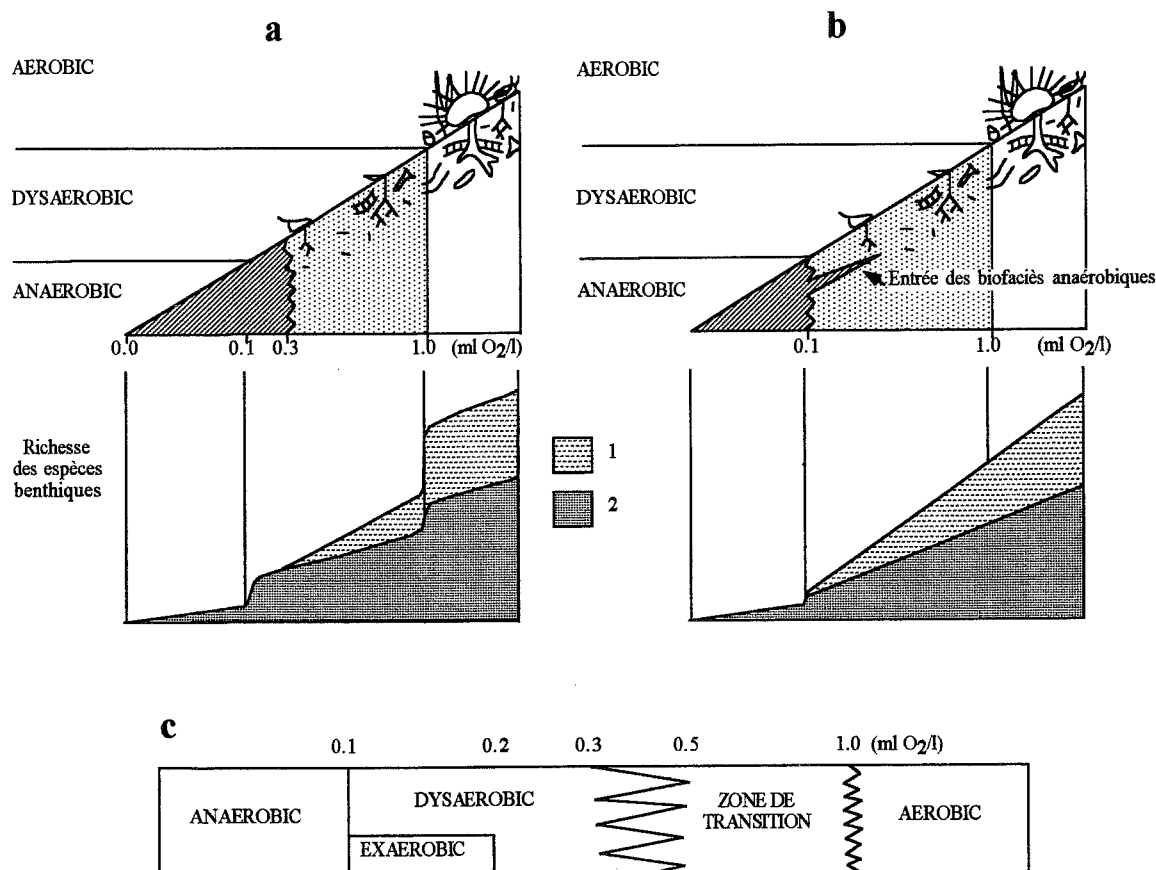 a
b
AEROBIC
DYSAEROBIC
ANAEROBIC
0.0
0.1
0.3
1.0
(ml O2/l)
AEROBIC
DYSAEROBIC
ANAEROBIC
Entrée des biofaciès anaérobiques
0.1
1.0
(ml O2/l)
Richesse
des espèces
benthiques
1
2
c
0.1
0.2
0.3
0.5
1.0 (ml O2/l)
ANAEROBIC
DYSAEROBIC
EXAEROBIC
ZONE DE
TRANSITION
AEROBIC